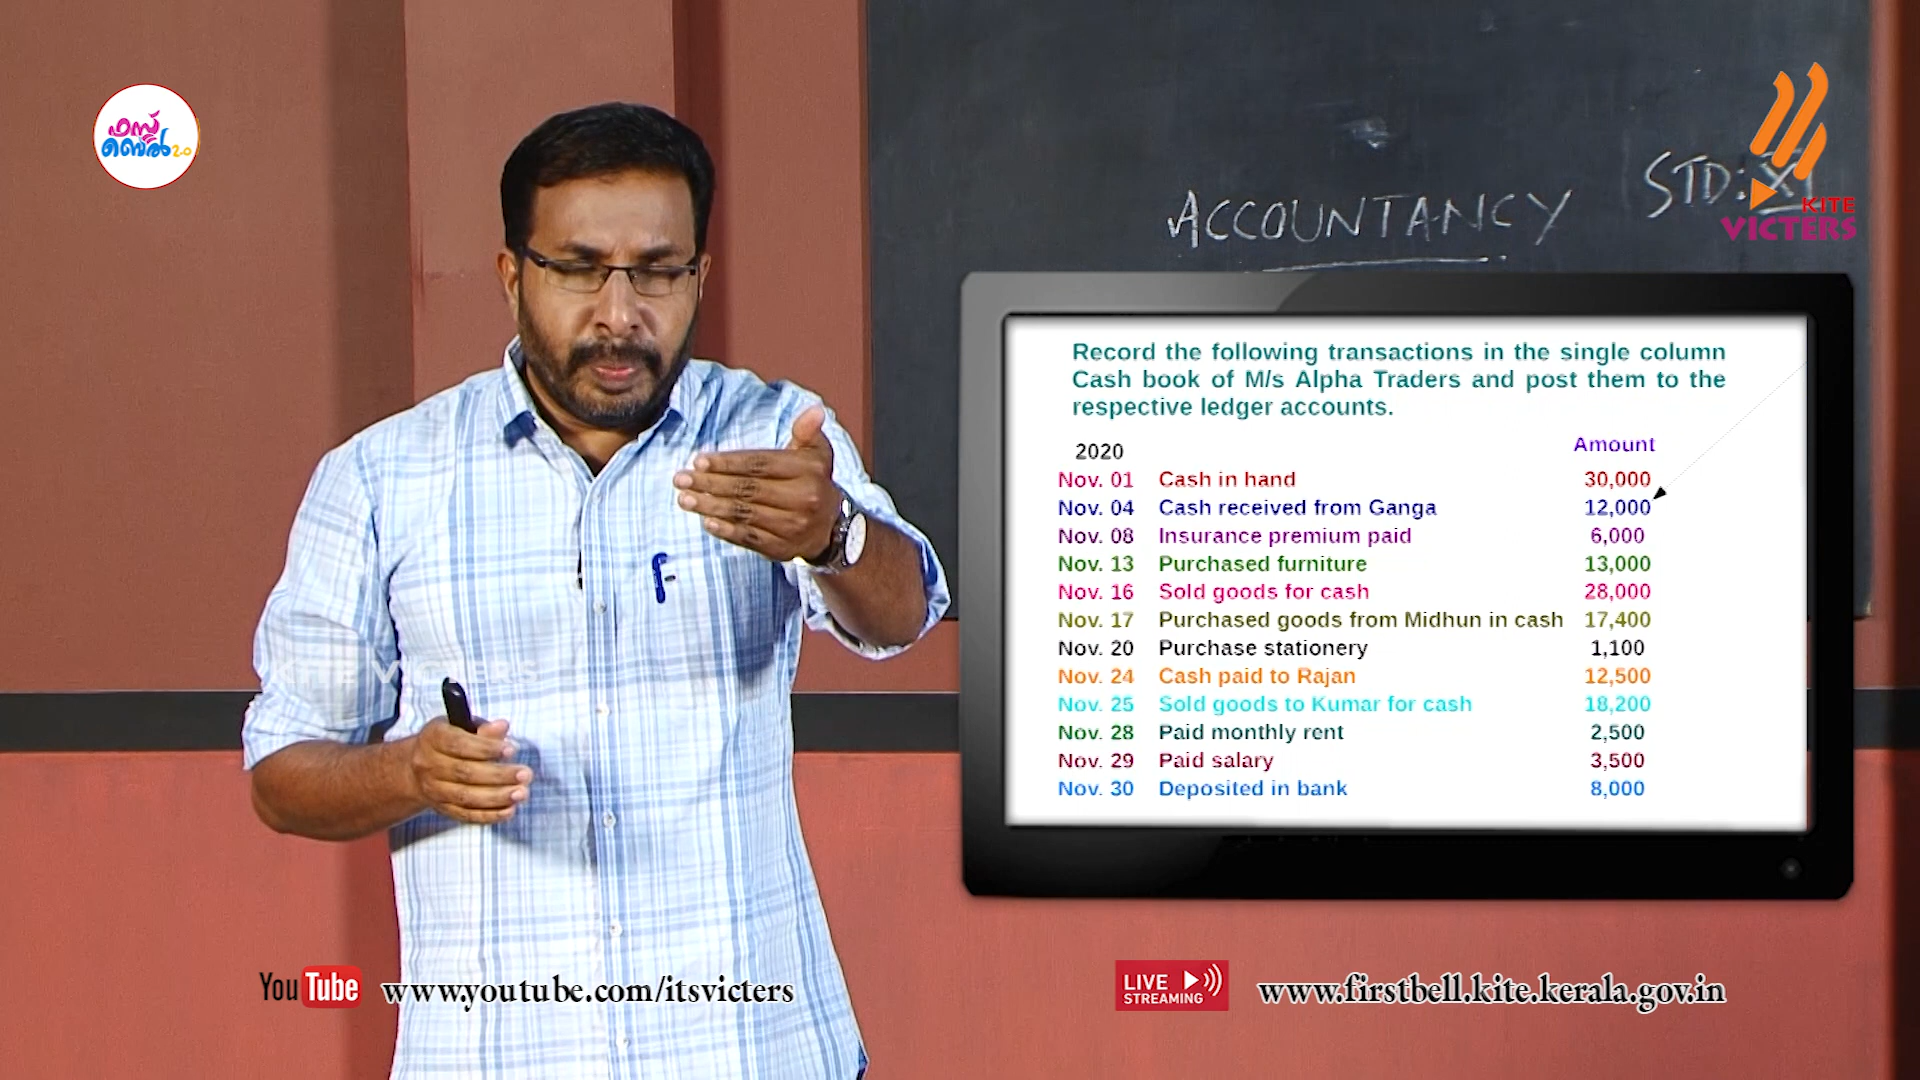 ഫസ്റ്റ്
ബെൽ 2.0
ACCOUNTANCY
STD: XI
KITE
VICTERS
Record the following transactions in the single column
Cash book of M/s Alpha Traders and post them to the
respective ledger accounts.
2020 Amount
Nov. 01 Cash in hand 30,000
Nov. 04 Cash received from Ganga 12,000
Nov. 08 Insurance premium paid 6,000
Nov. 13 Purchased furniture 13,000
Nov. 16 Sold goods for cash 28,000
Nov. 17 Purchased goods from Midhun in cash 17,400
Nov. 20 Purchase stationery 1,100
Nov. 24 Cash paid to Rajan 12,500
Nov. 25 Sold goods to Kumar for cash 18,200
Nov. 28 Paid monthly rent 2,500
Nov. 29 Paid salary 3,500
Nov. 30 Deposited in bank 8,000
KITE VICTERS
YouTube www.youtube.com/itsvicters
LIVE STREAMING www.firstbell.kite.kerala.gov.in